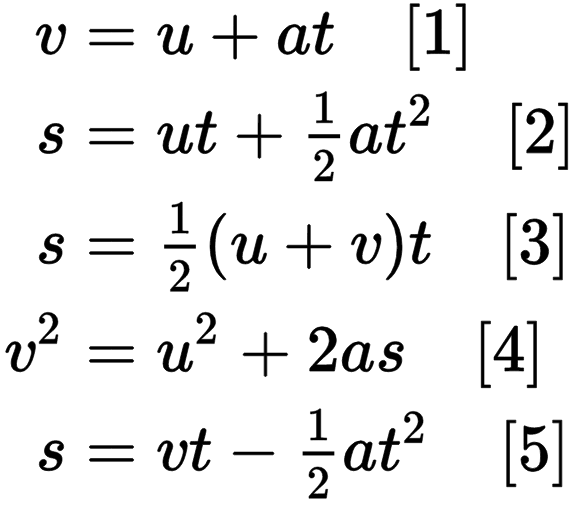 v = u + at [1]
s = ut + ½at² [2]
s = ½(u + v)t [3]
v² = u² + 2as [4]
s = vt − ½at² [5]